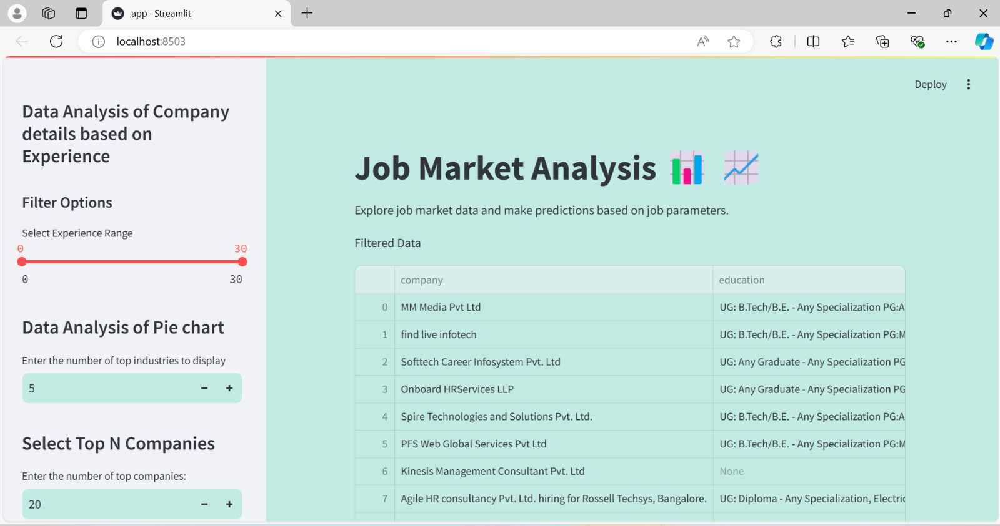 app · Streamlit
localhost:8503
Deploy
Data Analysis of Company
details based on
Experience
Filter Options
Select Experience Range
0 30
0 30
Data Analysis of Pie chart
Enter the number of top industries to display
5 - +
Select Top N Companies
Enter the number of top companies:
20 - +
Job Market Analysis
Explore job market data and make predictions based on job parameters.
Filtered Data
company education
0 MM Media Pvt Ltd UG: B.Tech/B.E. - Any Specialization PG:A
1 find live infotech UG: B.Tech/B.E. - Any Specialization PG:M
2 Softtech Career Infosystem Pvt. Ltd UG: Any Graduate - Any Specialization PG
3 Onboard HRServices LLP UG: Any Graduate - Any Specialization PG
4 Spire Technologies and Solutions Pvt. Ltd. UG: B.Tech/B.E. - Any Specialization PG:A
5 PFS Web Global Services Pvt Ltd UG: B.Tech/B.E. - Any Specialization PG:M
6 Kinesis Management Consultant Pvt. Ltd None
7 Agile HR consultancy Pvt. Ltd. hiring for Rossell Techsys, Bangalore. UG: Diploma - Any Specialization, Electric